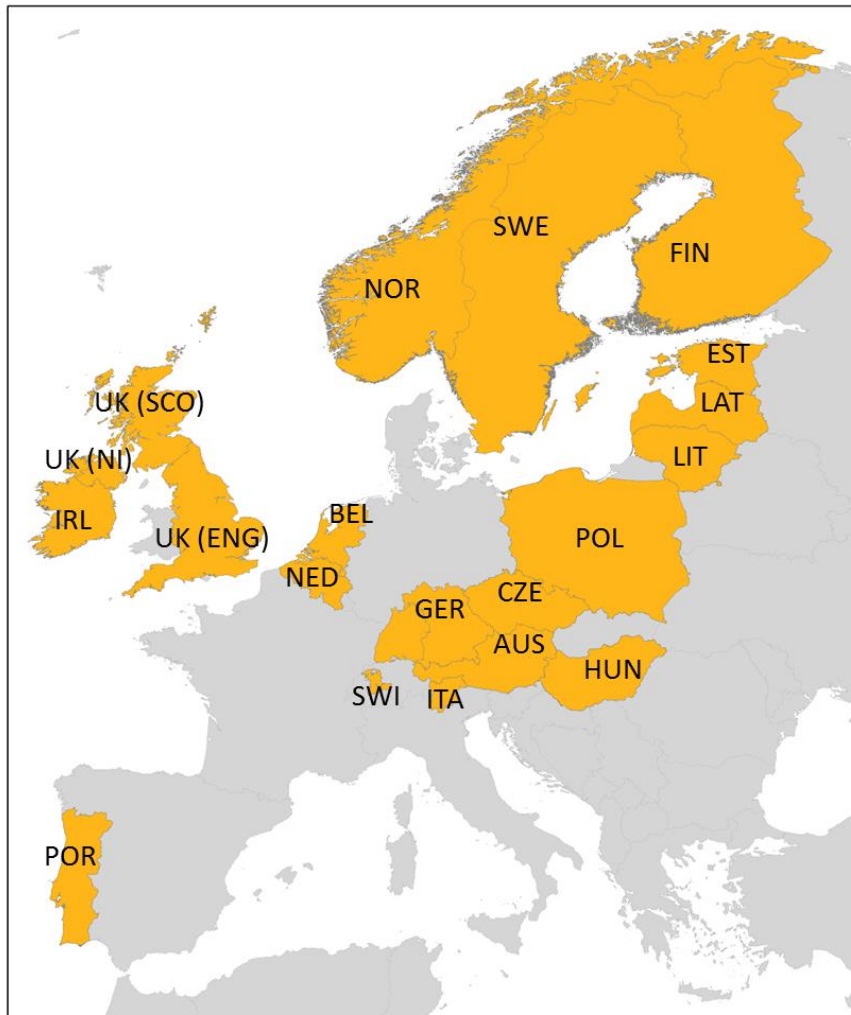 SWE
FIN
NOR
EST
LAT
UK (SCO)
LIT
UK (NI)
BEL
IRL
UK (ENG)
POL
NED
CZE
GER
AUS
HUN
SWI
ITA
POR